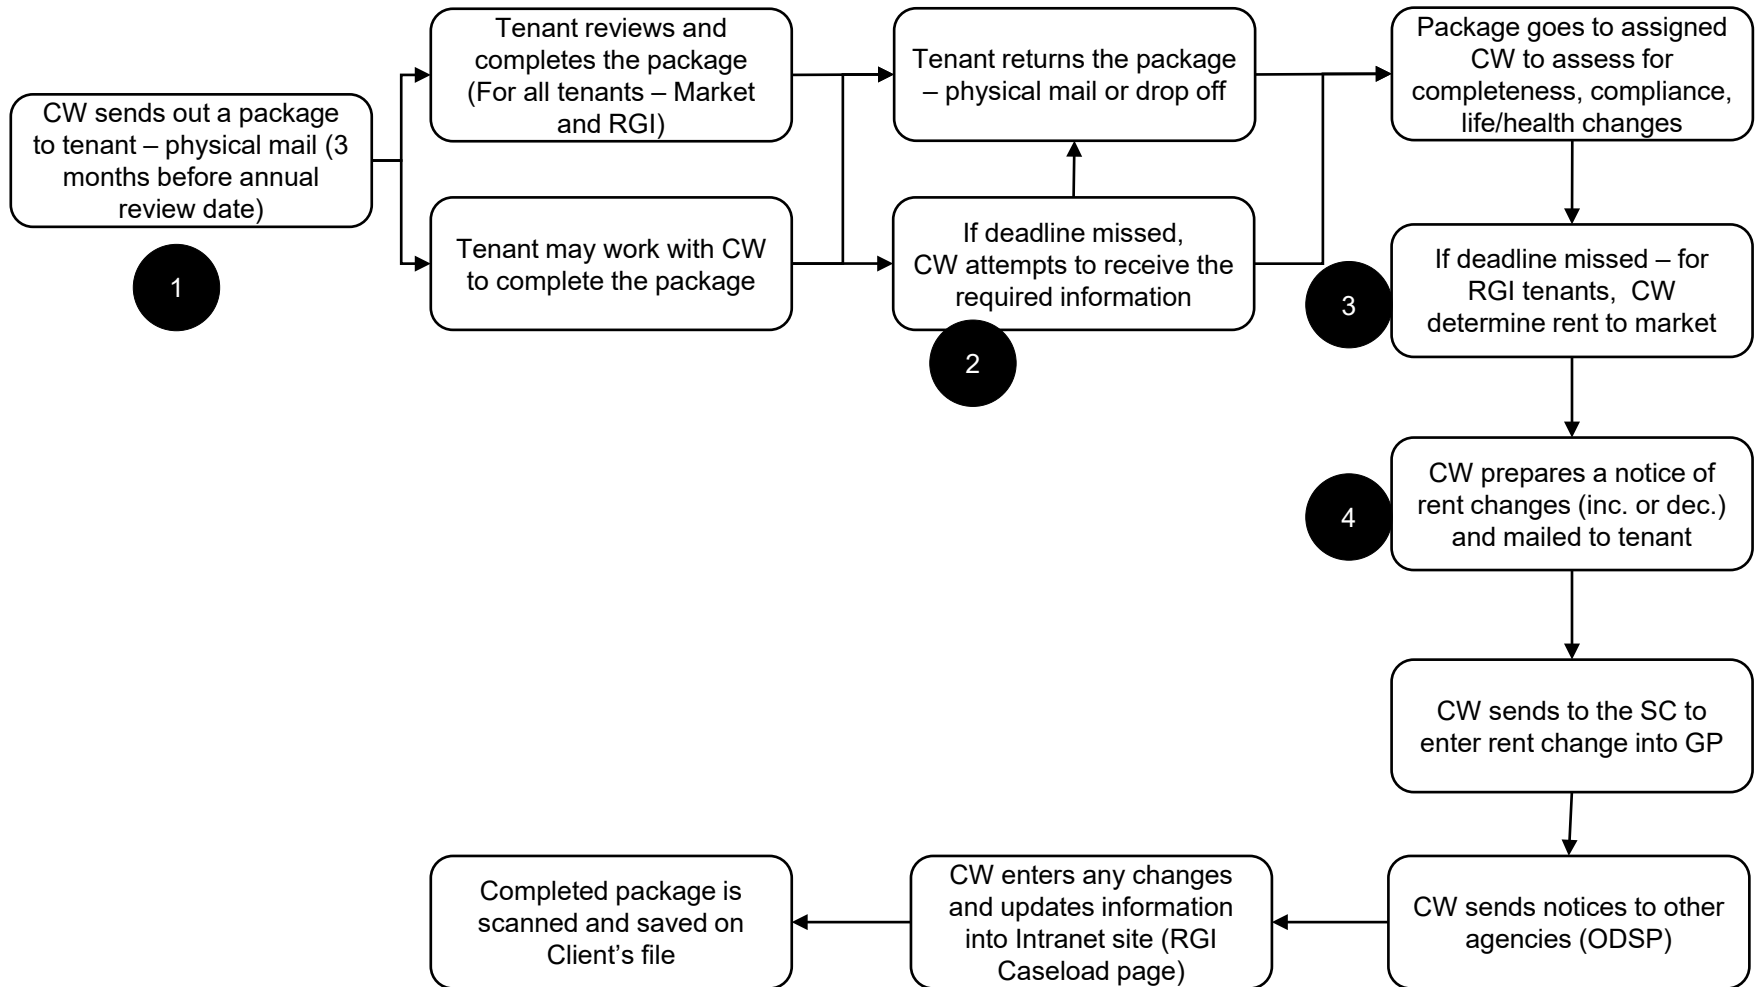 CW sends out a package
to tenant – physical mail (3
months before annual
review date)
1
Tenant reviews and
completes the package
(For all tenants – Market
and RGI)
Tenant may work with CW
to complete the package
Tenant returns the package
– physical mail or drop off
If deadline missed,
CW attempts to receive the
required information
2
Package goes to assigned
CW to assess for
completeness, compliance,
life/health changes
If deadline missed – for
RGI tenants, CW
determine rent to market
3
CW prepares a notice of
rent changes (inc. or dec.)
and mailed to tenant
4
CW sends to the SC to
enter rent change into GP
CW sends notices to other
agencies (ODSP)
CW enters any changes
and updates information
into Intranet site (RGI
Caseload page)
Completed package is
scanned and saved on
Client’s file